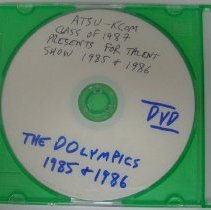 ATSU-KCOM
CLASS OF 1987
PRESENTS FOR TALENT
SHOW 1985 & 1986
DVD
THE DOLYMPICS
1985 & 1986